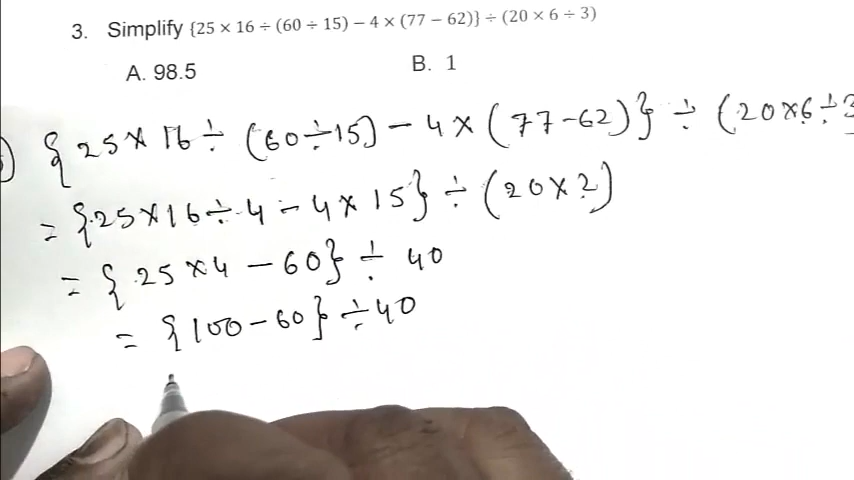 3. Simplify {25 × 16 ÷ (60 ÷ 15) − 4 × (77 − 62)} ÷ (20 × 6 ÷ 3)
A. 98.5 B. 1
) {25 × 16 ÷ (60 ÷ 15) − 4 × (77 − 62)} ÷ (20 × 6 ÷ 3
= {25 × 16 ÷ 4 − 4 × 15} ÷ (20 × 2)
= {25 × 4 − 60} ÷ 40
= {100 − 60} ÷ 40